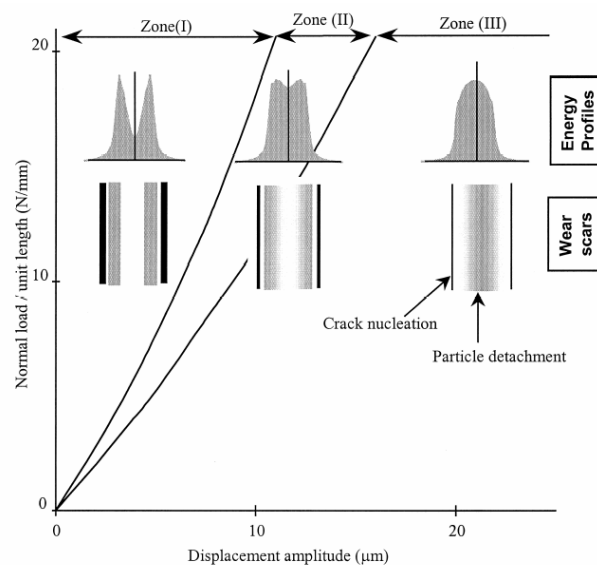 Zone(I)
Zone (II)
Zone (III)
20
10
0
Normal load / unit length (N/mm)
Energy
Profiles
Wear
scars
Crack nucleation
Particle detachment
0
10
20
Displacement amplitude (μm)